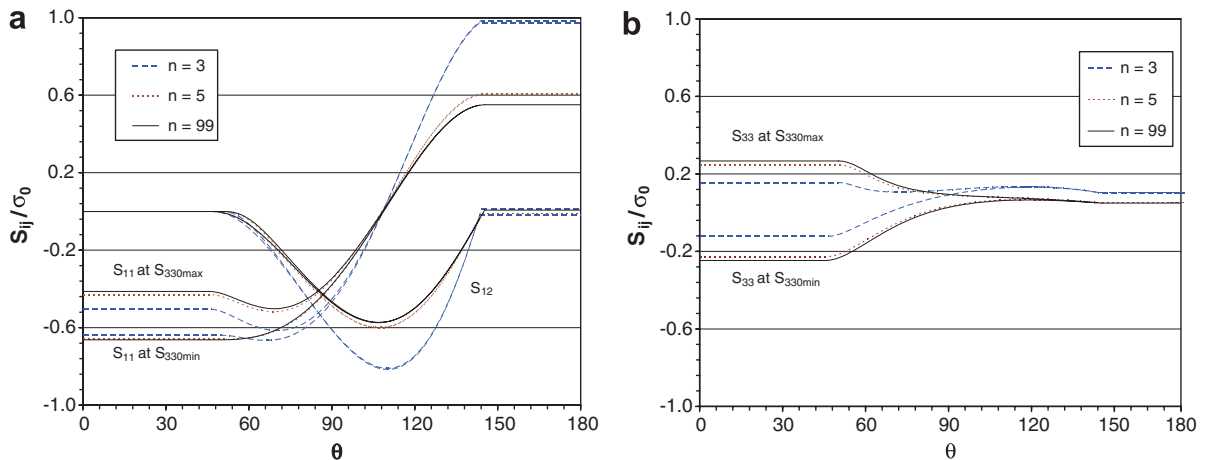 a
1.0
0.6
0.2
-0.2
-0.6
-1.0
Sij/σ0
n = 3
n = 5
n = 99
S11 at S330max
S11 at S330min
S12
0 30 60 90 120 150 180
θ
b
1.0
0.6
0.2
-0.2
-0.6
-1.0
Sij/σ0
n = 3
n = 5
n = 99
S33 at S330max
S33 at S330min
0 30 60 90 120 150 180
θ